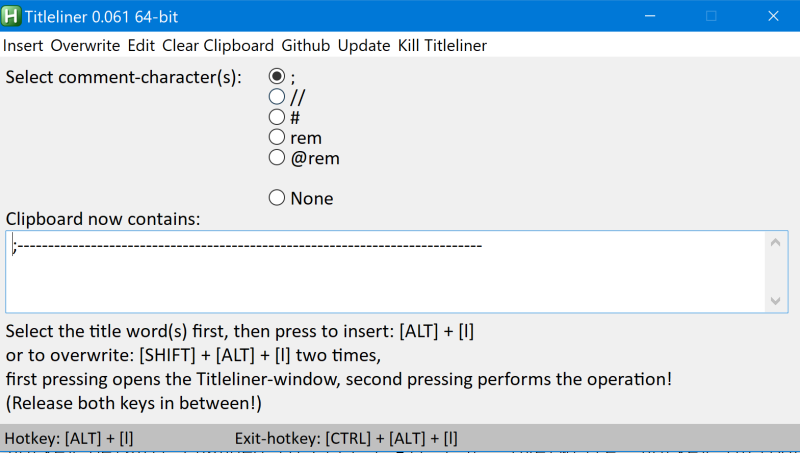 Titleliner 0.061 64-bit
Insert Overwrite Edit Clear Clipboard Github Update Kill Titleliner
Select comment-character(s):
;
//
#
rem
@rem
None
Clipboard now contains:
;----------------------------------------------------------------------------
Select the title word(s) first, then press to insert: [ALT] + [l]
or to overwrite: [SHIFT] + [ALT] + [l] two times,
first pressing opens the Titleliner-window, second pressing performs the operation!
(Release both keys in between!)
Hotkey: [ALT] + [l] Exit-hotkey: [CTRL] + [ALT] + [l]